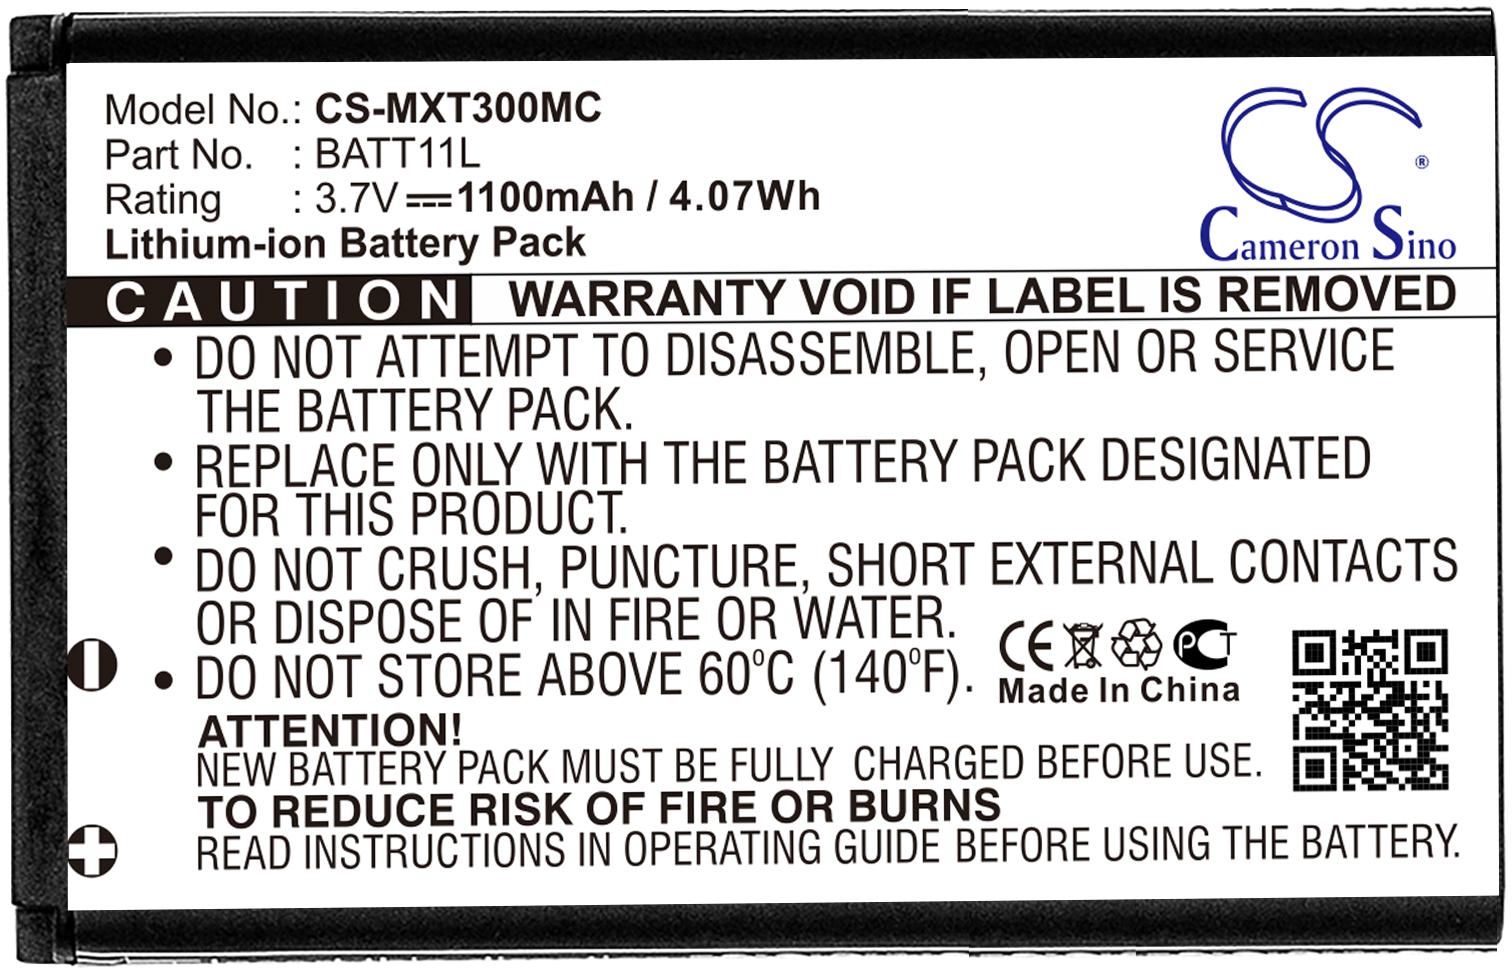 Model No.: CS-MXT300MC
Part No. : BATT11L
Rating : 3.7V ⎓ 1100mAh / 4.07Wh
Lithium-ion Battery Pack
CS ®
Cameron Sino
CAUTION WARRANTY VOID IF LABEL IS REMOVED
• DO NOT ATTEMPT TO DISASSEMBLE, OPEN OR SERVICE
THE BATTERY PACK.
• REPLACE ONLY WITH THE BATTERY PACK DESIGNATED
FOR THIS PRODUCT.
• DO NOT CRUSH, PUNCTURE, SHORT EXTERNAL CONTACTS
OR DISPOSE OF IN FIRE OR WATER.
• DO NOT STORE ABOVE 60°C (140°F).
CE PCT
Made In China
ATTENTION!
NEW BATTERY PACK MUST BE FULLY CHARGED BEFORE USE.
TO REDUCE RISK OF FIRE OR BURNS
READ INSTRUCTIONS IN OPERATING GUIDE BEFORE USING THE BATTERY.